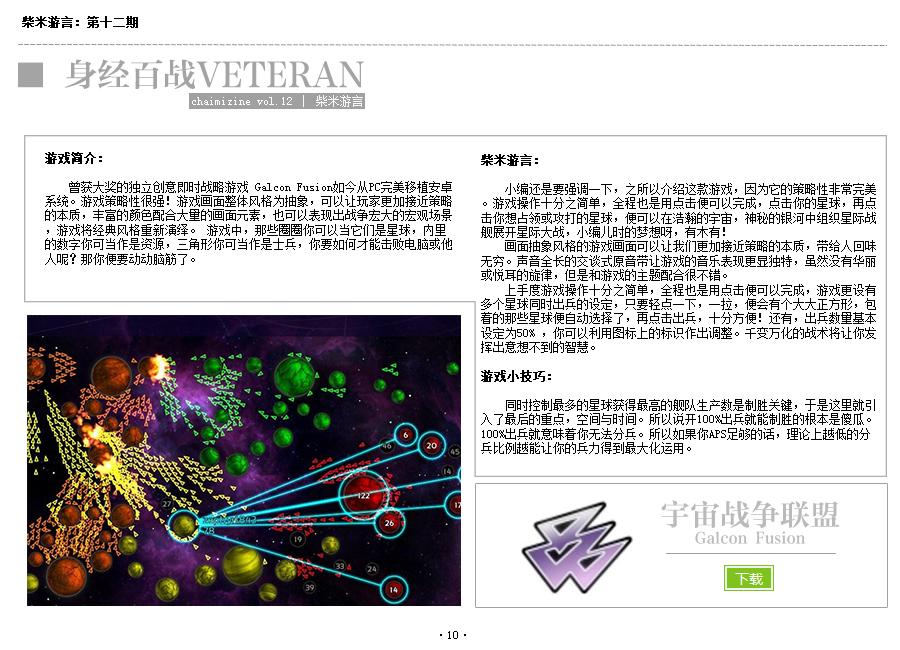 柴米游言：第十二期
身经百战VETERAN
chaimizine vol.12 | 柴米游言
游戏简介：
曾获大奖的独立创意即时战略游戏 Galcon Fusion如今从PC完美移植安卓
系统。游戏策略性很强！游戏画面整体风格为抽象，可以让玩家更加接近策略
的本质，丰富的颜色配合大量的画面元素，也可以表现出战争宏大的宏观场景
，游戏将经典风格重新演绎。 游戏中，那些圈圈你可以当它们是星球，内里
的数字你可当作是资源，三角形你可当作是士兵，你要如何才能击败电脑或他
人呢？那你便要动动脑筋了。
柴米游言：
小编还是要强调一下，之所以介绍这款游戏，因为它的策略性非常完美
。游戏操作十分之简单，全程也是用点击便可以完成，点击你的星球，再点
击你想占领或攻打的星球，便可以在浩瀚的宇宙，神秘的银河中组织星际战
舰展开星际大战，小编儿时的梦想呀，有木有！
画面抽象风格的游戏画面可以让我们更加接近策略的本质，带给人回味
无穷。声音全长的交谈式原音带让游戏的音乐表现更显独特，虽然没有华丽
或悦耳的旋律，但是和游戏的主题配合很不错。
上手度游戏操作十分之简单，全程也是用点击便可以完成，游戏更设有
多个星球同时出兵的设定，只要轻点一下，一拉，便会有个大大正方形，包
着的那些星球便自动选择了，再点击出兵，十分方便！还有，出兵数量基本
设定为50% ，你可以利用图标上的标识作出调整。千变万化的战术将让你发
挥出意想不到的智慧。
游戏小技巧：
同时控制最多的星球获得最高的舰队生产数是制胜关键，于是这里就引
入了最后的重点，空间与时间。所以说开100%出兵就能制胜的根本是傻瓜。
100%出兵就意味着你无法分兵。所以如果你APS足够的话，理论上越低的分
兵比例越能让你的兵力得到最大化运用。
6
20
46
45
14
122
17
27
26
78
19
33
24
39
14
宇宙战争联盟
Galcon Fusion
下载
· 10 ·